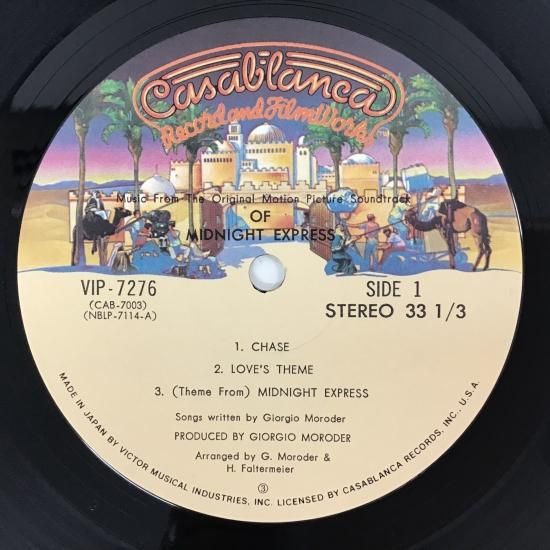 Casablanca
Record and FilmWorks
Music From The Original Motion Picture Soundtrack
OF
MIDNIGHT EXPRESS
VIP-7276
(CAB-7003)
(NBLP-7114-A)
SIDE 1
STEREO 33 1/3
1. CHASE
2. LOVE'S THEME
3. (Theme From) MIDNIGHT EXPRESS
Songs written by Giorgio Moroder
PRODUCED BY GIORGIO MORODER
Arranged by G. Moroder &
H. Faltermeier
③
MADE IN JAPAN BY VICTOR MUSICAL INDUSTRIES, INC. LICENSED BY CASABLANCA RECORDS, INC., U.S.A.